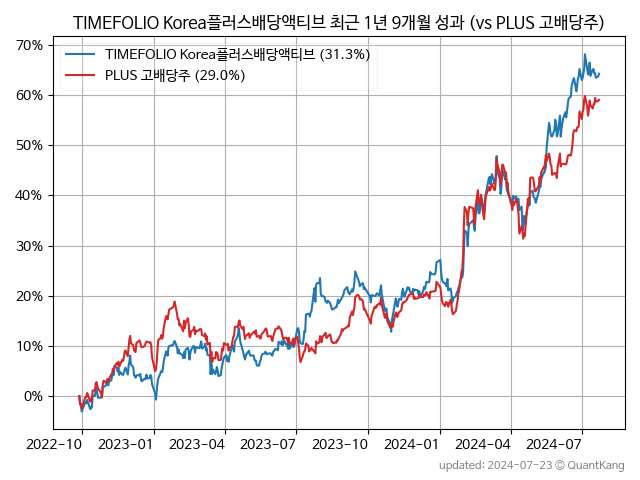 TIMEFOLIO Korea플러스배당액티브 최근 1년 9개월 성과 (vs PLUS 고배당주)
TIMEFOLIO Korea플러스배당액티브 (31.3%)
PLUS 고배당주 (29.0%)
70%
60%
50%
40%
30%
20%
10%
0%
2022-10 2023-01 2023-04 2023-07 2023-10 2024-01 2024-04 2024-07
updated: 2024-07-23 ⓒ QuantKang